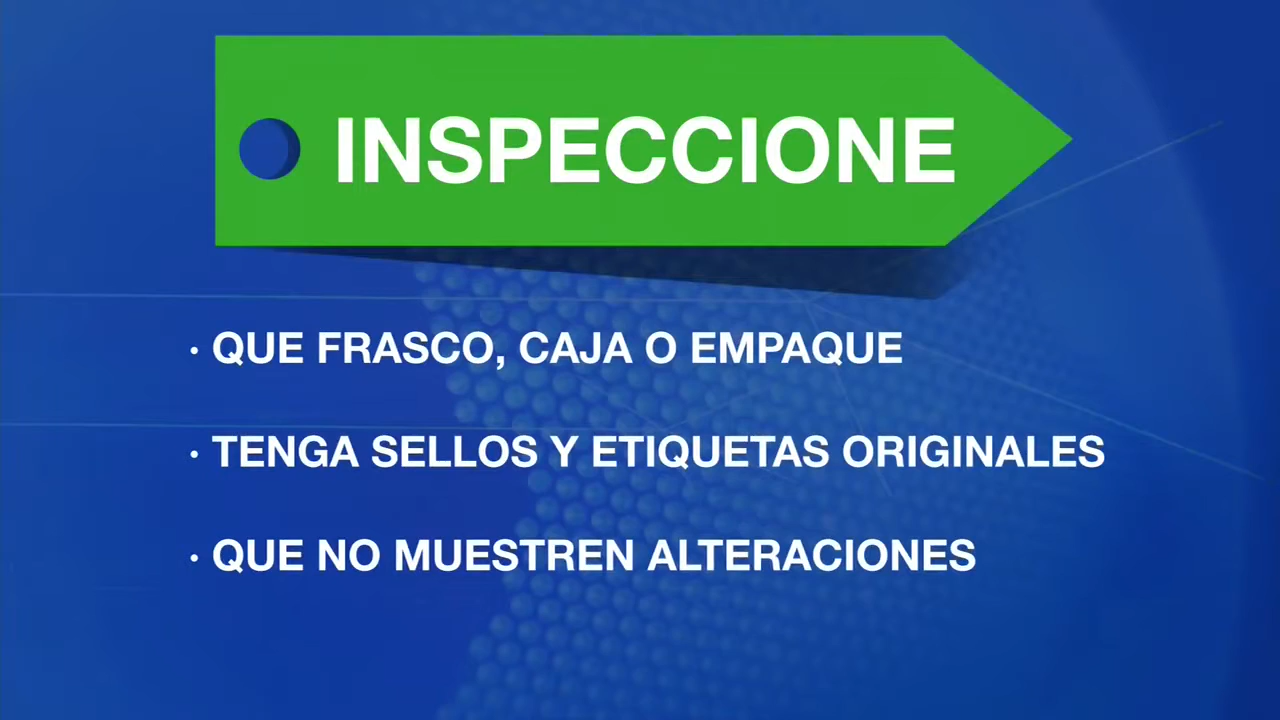 INSPECCIONE
· QUE FRASCO, CAJA O EMPAQUE
· TENGA SELLOS Y ETIQUETAS ORIGINALES
· QUE NO MUESTREN ALTERACIONES